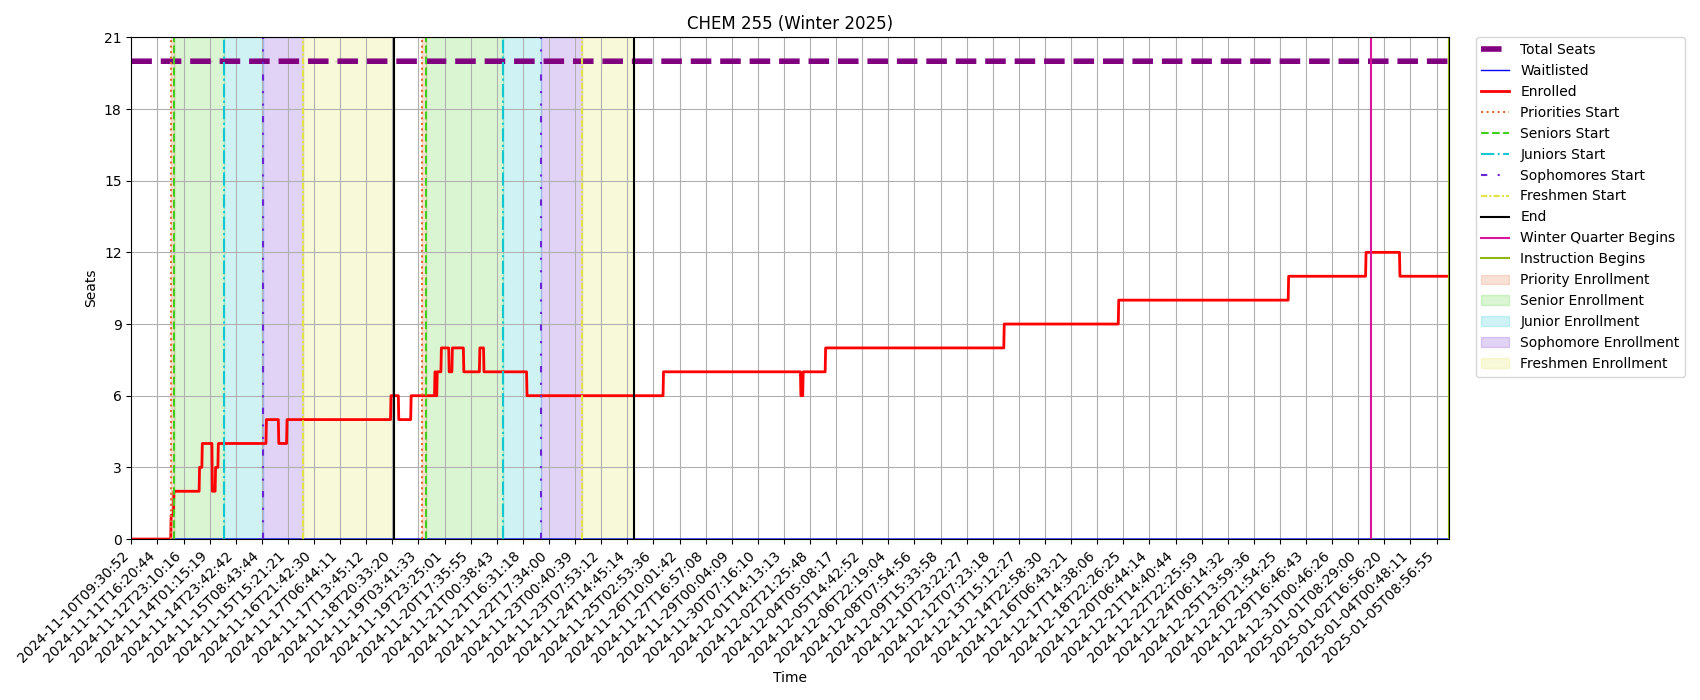 CHEM 255 (Winter 2025)
21
18
15
12
9
6
3
0
Seats
2024-11-10T09:30:52
2024-11-11T16:20:44
2024-11-12T23:10:16
2024-11-14T01:15:19
2024-11-14T23:42:42
2024-11-15T08:43:44
2024-11-15T15:21:21
2024-11-16T21:42:30
2024-11-17T06:44:11
2024-11-17T13:45:12
2024-11-18T20:33:20
2024-11-19T13:41:33
2024-11-19T23:25:01
2024-11-20T17:35:55
2024-11-21T00:38:43
2024-11-21T16:31:18
2024-11-22T17:34:00
2024-11-23T00:40:39
2024-11-23T07:53:12
2024-11-24T14:45:14
2024-11-25T02:53:36
2024-11-26T10:01:42
2024-11-27T16:57:08
2024-11-29T00:04:09
2024-11-30T07:16:10
2024-12-01T14:13:13
2024-12-02T21:25:48
2024-12-04T05:08:17
2024-12-05T14:42:52
2024-12-06T22:19:04
2024-12-08T07:54:56
2024-12-09T15:33:58
2024-12-10T23:22:27
2024-12-12T07:23:18
2024-12-13T15:12:27
2024-12-14T22:58:30
2024-12-16T06:43:21
2024-12-17T14:38:06
2024-12-18T22:26:25
2024-12-20T06:44:14
2024-12-21T14:40:44
2024-12-22T22:25:59
2024-12-24T06:14:32
2024-12-25T13:59:36
2024-12-26T21:54:25
2024-12-29T16:46:43
2024-12-31T00:46:26
2025-01-01T08:29:00
2025-01-02T16:56:20
2025-01-04T00:48:11
2025-01-05T08:56:55
Time
Total Seats
Waitlisted
Enrolled
Priorities Start
Seniors Start
Juniors Start
Sophomores Start
Freshmen Start
End
Winter Quarter Begins
Instruction Begins
Priority Enrollment
Senior Enrollment
Junior Enrollment
Sophomore Enrollment
Freshmen Enrollment